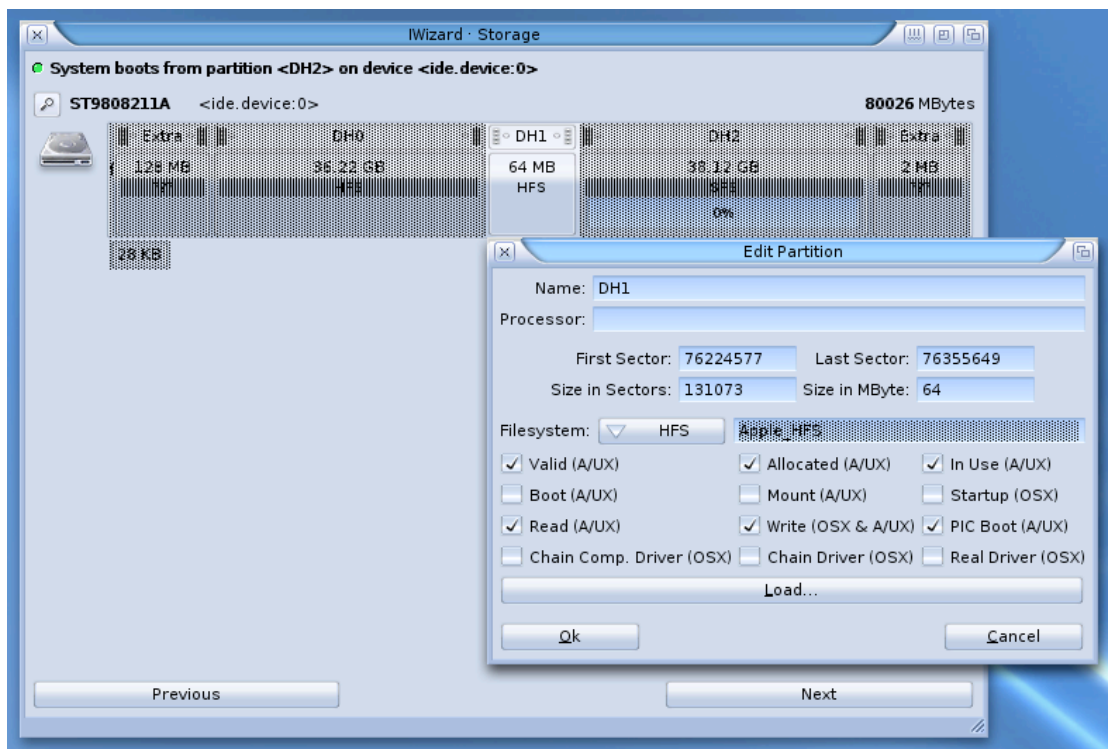 IWizard · Storage
System boots from partition <DH2> on device <ide.device:0>
ST9808211A <ide.device:0> 80026 MBytes
Extra DH0 DH1 DH2 Extra
128 MB 36.22 GB 64 MB 38.12 GB 2 MB
??? HFS HFS SFS ???
0%
28 KB
Edit Partition
Name: DH1
Processor:
First Sector: 76224577 Last Sector: 76355649
Size in Sectors: 131073 Size in MByte: 64
Filesystem: HFS Apple_HFS
Valid (A/UX) Allocated (A/UX) In Use (A/UX)
Boot (A/UX) Mount (A/UX) Startup (OSX)
Read (A/UX) Write (OSX & A/UX) PIC Boot (A/UX)
Chain Comp. Driver (OSX) Chain Driver (OSX) Real Driver (OSX)
Load...
Ok Cancel
Previous Next